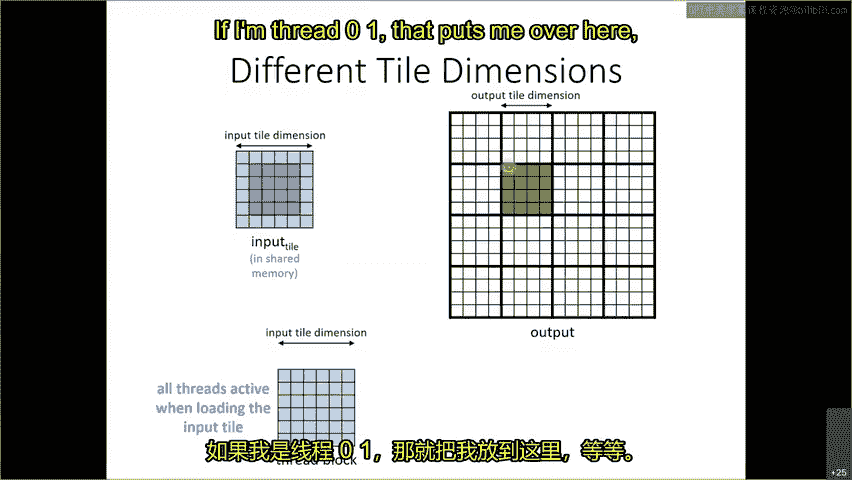 If I'm thread 0 1, that puts me over here,
Different Tile Dimensions
output tile dimension
input tile dimension
input tile
(in shared
memory)
output
input tile dimension
all threads active
when loading the
input tile
thread block
如果我是线程 0 1，那就把我放到这里，等等。
+25